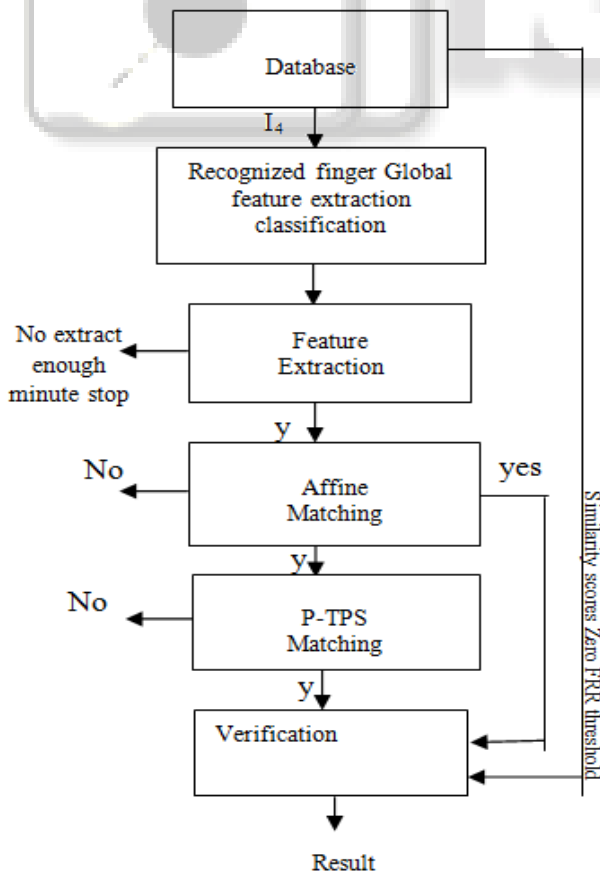 Database
I₄
Recognized finger Global
feature extraction
classification
No extract
enough
minute stop
Feature
Extraction
y
No
Affine
Matching
yes
y
No
P-TPS
Matching
y
Verification
Similarity scores Zero FRR threshold
Result